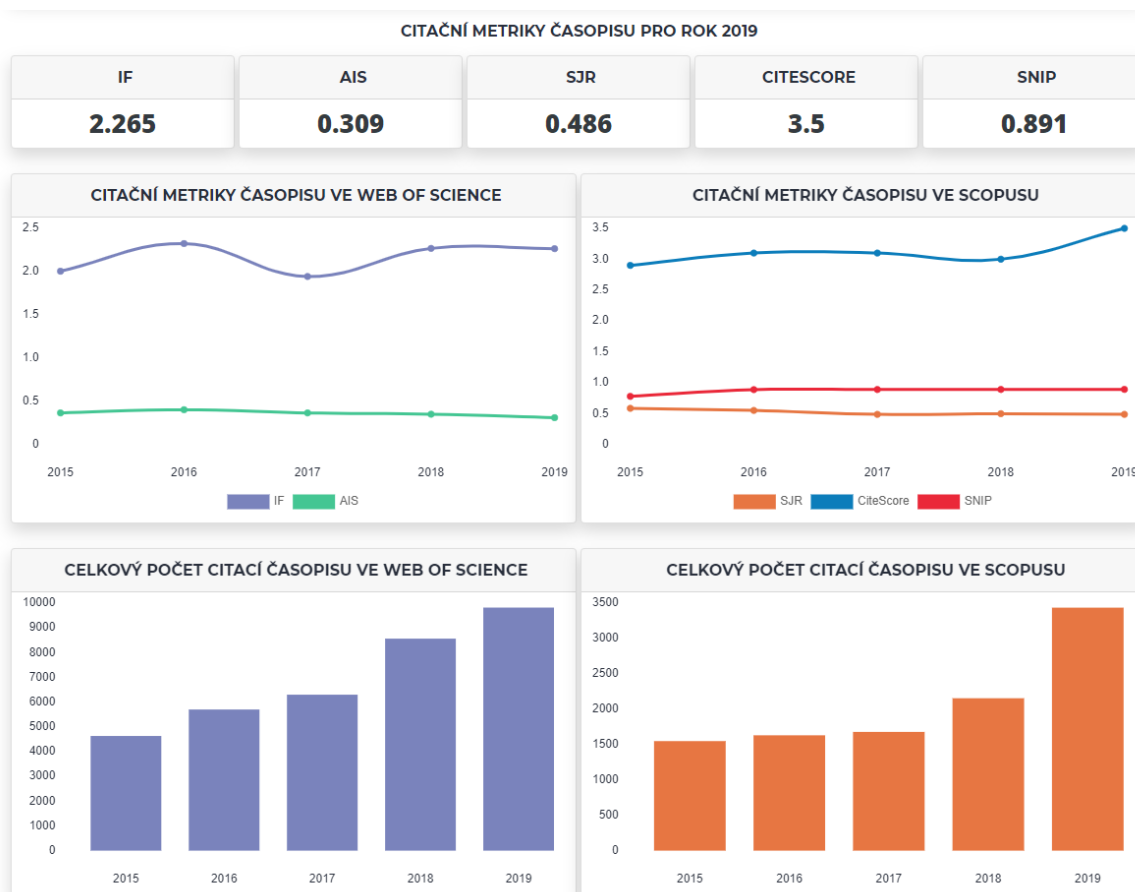 CITAČNÍ METRIKY ČASOPISU PRO ROK 2019
IF AIS SJR CITESCORE SNIP
2.265 0.309 0.486 3.5 0.891
CITAČNÍ METRIKY ČASOPISU VE WEB OF SCIENCE
2.5
2.0
1.5
1.0
0.5
0
2015 2016 2017 2018 2019
IF AIS
CITAČNÍ METRIKY ČASOPISU VE SCOPUSU
3.5
3.0
2.5
2.0
1.5
1.0
0.5
0
2015 2016 2017 2018 2019
SJR CiteScore SNIP
CELKOVÝ POČET CITACÍ ČASOPISU VE WEB OF SCIENCE
10000
9000
8000
7000
6000
5000
4000
3000
2000
1000
0
2015 2016 2017 2018 2019
CELKOVÝ POČET CITACÍ ČASOPISU VE SCOPUSU
3500
3000
2500
2000
1500
1000
500
0
2015 2016 2017 2018 2019